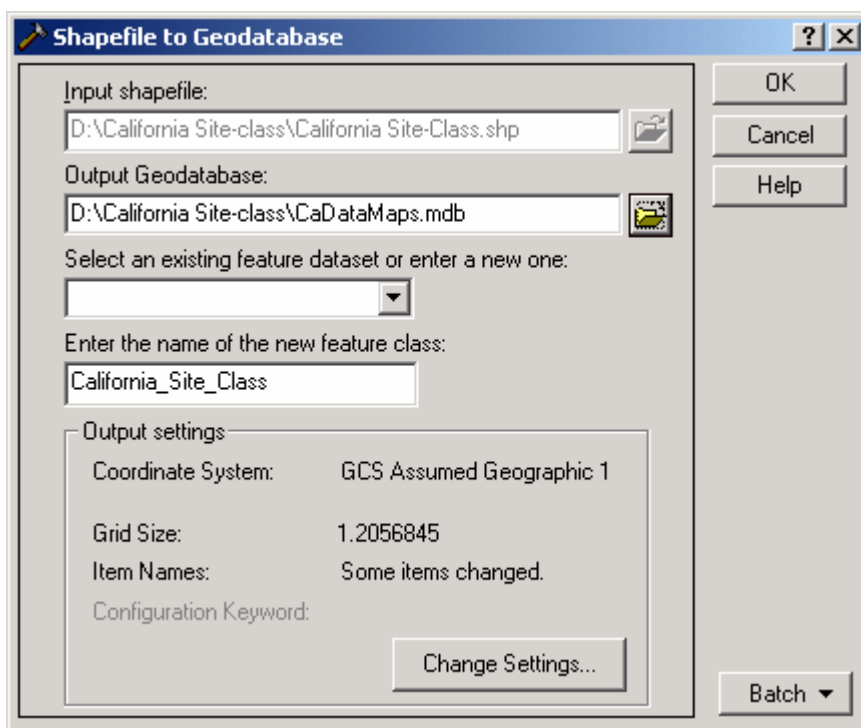 Shapefile to Geodatabase
Input shapefile:
D:\California Site-class\California Site-Class.shp
Output Geodatabase:
D:\California Site-class\CaDataMaps.mdb
Select an existing feature dataset or enter a new one:
Enter the name of the new feature class:
California_Site_Class
Output settings
Coordinate System: GCS Assumed Geographic 1
Grid Size: 1.2056845
Item Names: Some items changed.
Configuration Keyword:
Change Settings...
OK
Cancel
Help
Batch